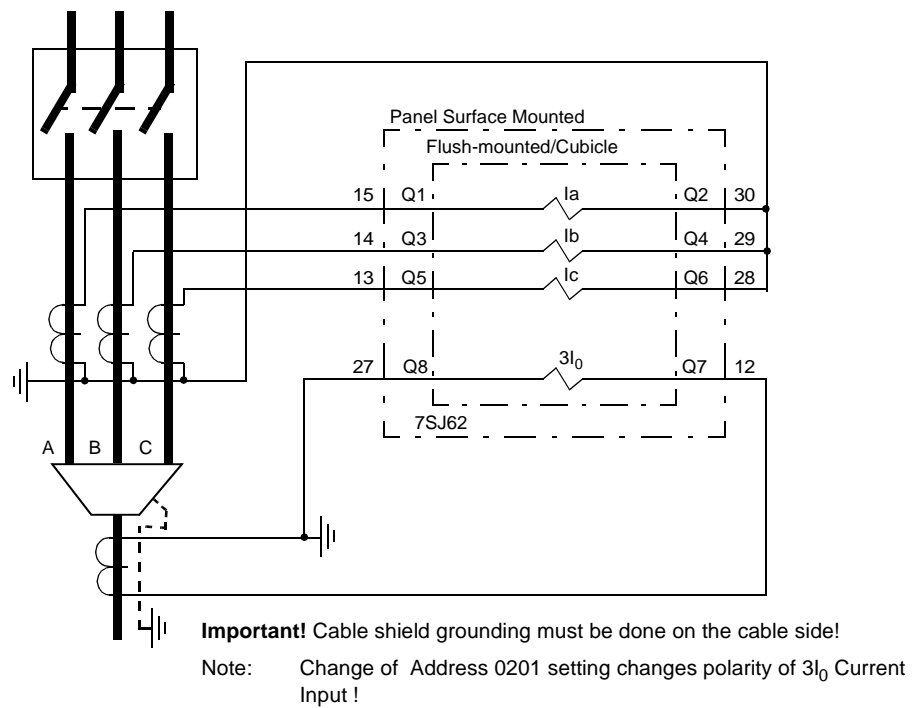 Panel Surface Mounted
Flush-mounted/Cubicle
15 Q1 Ia Q2 30
14 Q3 Ib Q4 29
13 Q5 Ic Q6 28
27 Q8 3I0 Q7 12
7SJ62
A B C
Important! Cable shield grounding must be done on the cable side!
Note: Change of Address 0201 setting changes polarity of 3I0 Current
Input !